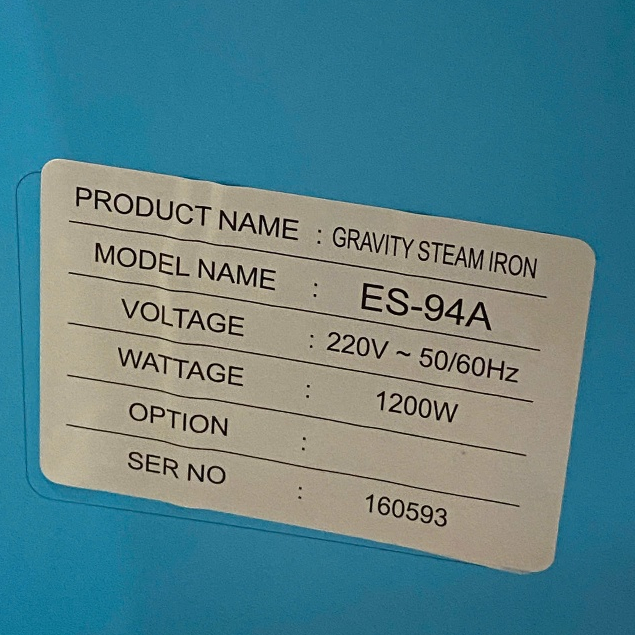 PRODUCT NAME : GRAVITY STEAM IRON
MODEL NAME : ES-94A
VOLTAGE : 220V ~ 50/60Hz
WATTAGE : 1200W
OPTION :
SER NO : 160593